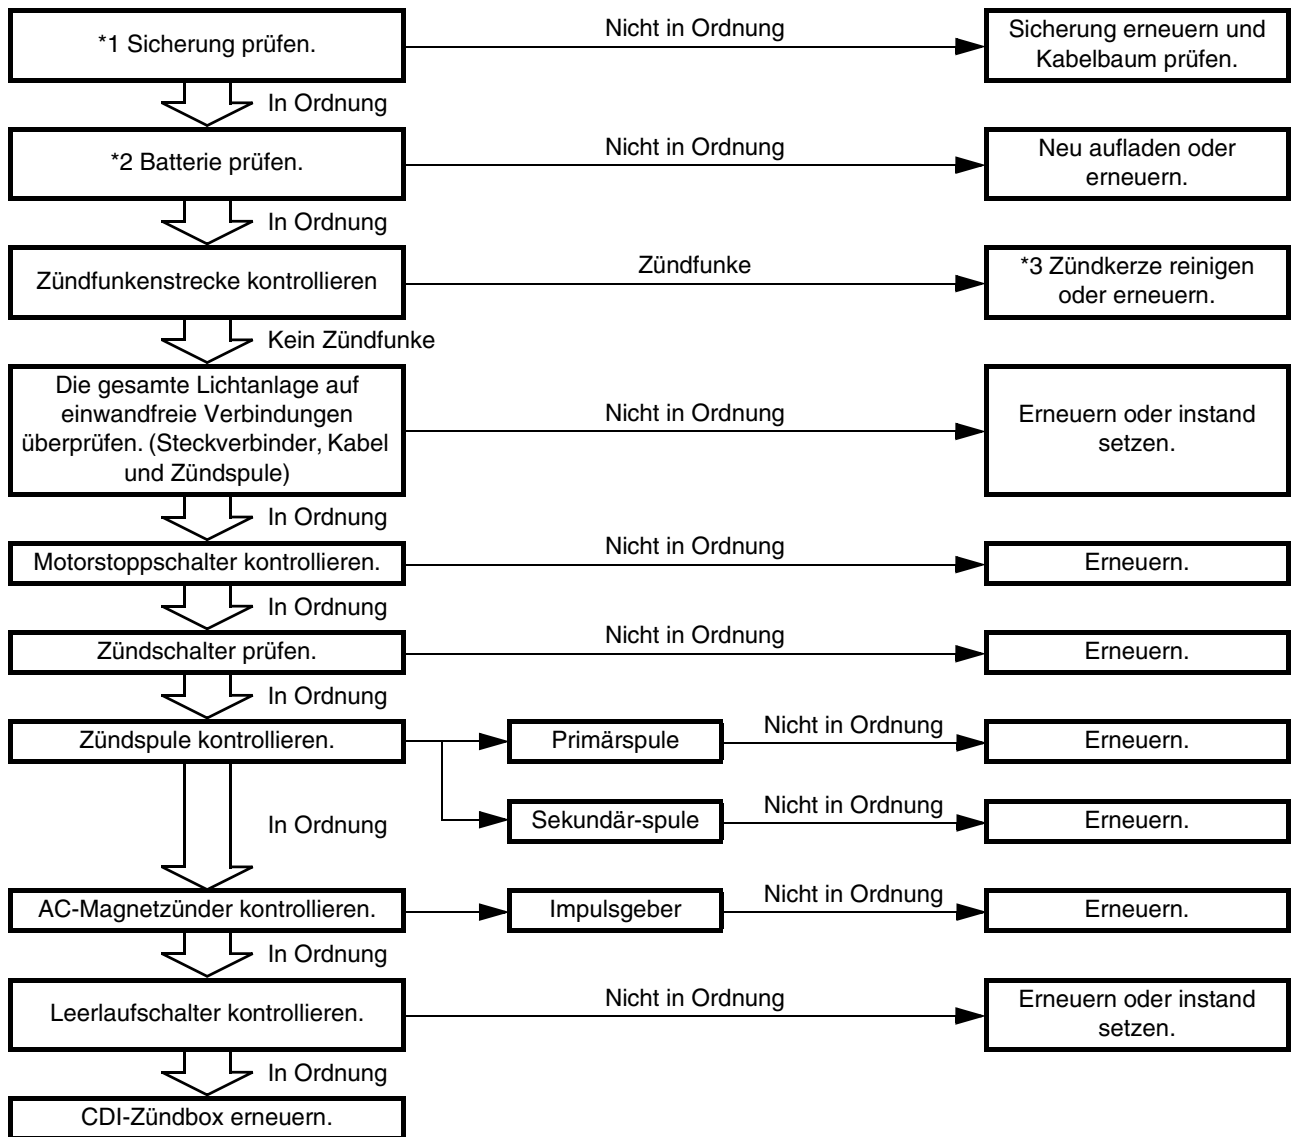 *1 Sicherung prüfen.
Nicht in Ordnung
Sicherung erneuern und
Kabelbaum prüfen.
In Ordnung
*2 Batterie prüfen.
Nicht in Ordnung
Neu aufladen oder
erneuern.
In Ordnung
Zündfunkenstrecke kontrollieren
Zündfunke
*3 Zündkerze reinigen
oder erneuern.
Kein Zündfunke
Die gesamte Lichtanlage auf
einwandfreie Verbindungen
überprüfen. (Steckverbinder, Kabel
und Zündspule)
Nicht in Ordnung
Erneuern oder instand
setzen.
In Ordnung
Motorstoppschalter kontrollieren.
Nicht in Ordnung
Erneuern.
In Ordnung
Zündschalter prüfen.
Nicht in Ordnung
Erneuern.
In Ordnung
Zündspule kontrollieren.
Primärspule
Nicht in Ordnung
Erneuern.
Sekundär-spule
Nicht in Ordnung
Erneuern.
In Ordnung
AC-Magnetzünder kontrollieren.
Impulsgeber
Nicht in Ordnung
Erneuern.
In Ordnung
Leerlaufschalter kontrollieren.
Nicht in Ordnung
Erneuern oder instand
setzen.
In Ordnung
CDI-Zündbox erneuern.